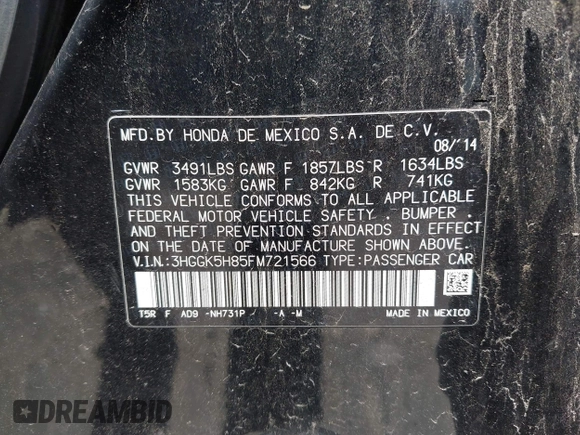 MFD.BY HONDA DE MEXICO S.A. DE C.V.
08/'14
GVWR 3491LBS GAWR F 1857LBS R 1634LBS
GVWR 1583KG GAWR F 842KG R 741KG
THIS VEHICLE CONFORMS TO ALL APPLICABLE
FEDERAL MOTOR VEHICLE SAFETY . BUMPER .
AND THEFT PREVENTION STANDARDS IN EFFECT
ON THE DATE OF MANUFACTURE SHOWN ABOVE.
V.I.N.:3HGGK5H85FM721566 TYPE:PASSENGER CAR
T5R F AD9 -NH731P / -A -M MADE IN MEXICO
DREAMBID